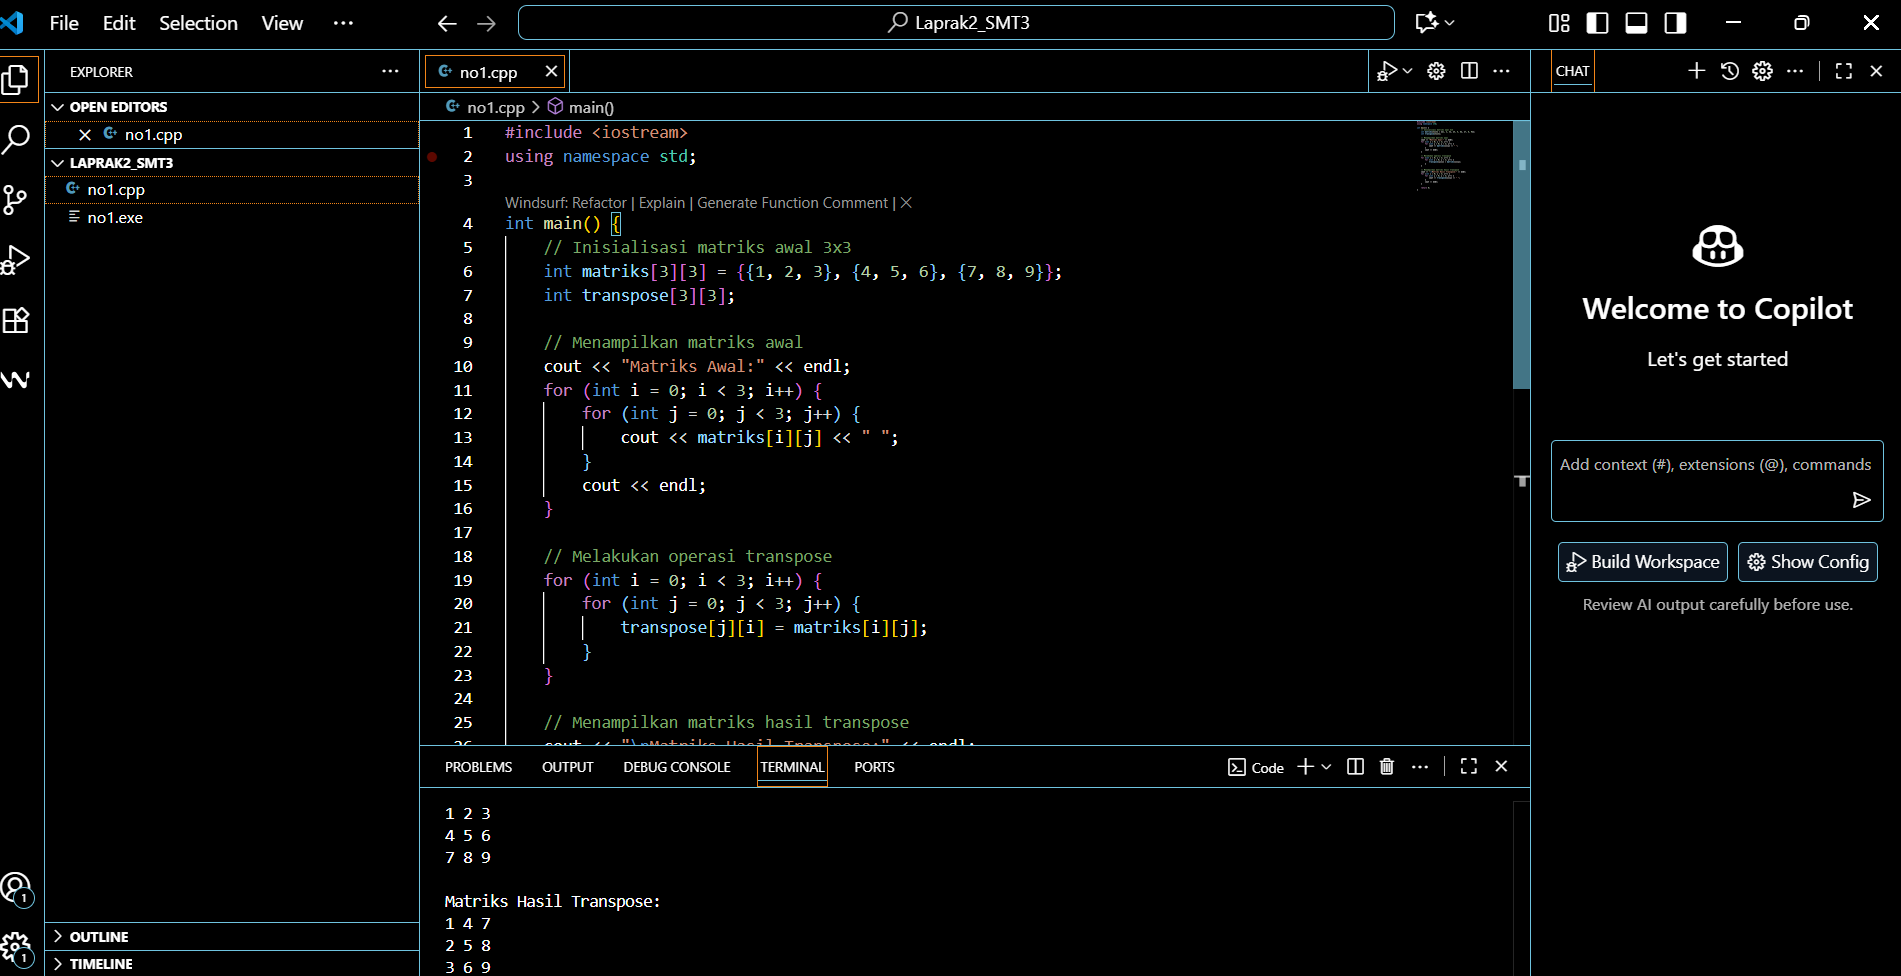 File Edit Selection View ···
Laprak2_SMT3
EXPLORER
OPEN EDITORS
no1.cpp
LAPRAK2_SMT3
no1.cpp
no1.exe
OUTLINE
TIMELINE
no1.cpp
no1.cpp > main()
1 #include <iostream>
2 using namespace std;
3
Windsurf: Refactor | Explain | Generate Function Comment | ×
4 int main() {
5 // Inisialisasi matriks awal 3x3
6 int matriks[3][3] = {{1, 2, 3}, {4, 5, 6}, {7, 8, 9}};
7 int transpose[3][3];
8
9 // Menampilkan matriks awal
10 cout << "Matriks Awal:" << endl;
11 for (int i = 0; i < 3; i++) {
12 for (int j = 0; j < 3; j++) {
13 cout << matriks[i][j] << " ";
14 }
15 cout << endl;
16 }
17
18 // Melakukan operasi transpose
19 for (int i = 0; i < 3; i++) {
20 for (int j = 0; j < 3; j++) {
21 transpose[j][i] = matriks[i][j];
22 }
23 }
24
25 // Menampilkan matriks hasil transpose
26 cout << "\nMatriks Hasil Transpose:" << endl;
PROBLEMS OUTPUT DEBUG CONSOLE TERMINAL PORTS
Code
1 2 3
4 5 6
7 8 9
Matriks Hasil Transpose:
1 4 7
2 5 8
3 6 9
CHAT
Welcome to Copilot
Let's get started
Add context (#), extensions (@), commands
Build Workspace
Show Config
Review AI output carefully before use.
1
1